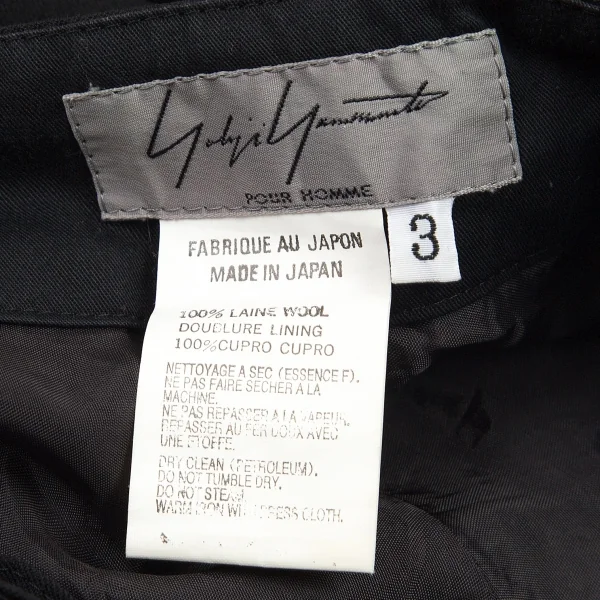 Yohji Yamamoto
POUR HOMME
3
FABRIQUE AU JAPON
MADE IN JAPAN
100% LAINE WOOL
DOUBLURE LINING
100%CUPRO CUPRO
NETTOYAGE A SEC (ESSENCE F).
NE PAS FAIRE SECHER A LA
MACHINE.
NE PAS REPASSER A LA VAPEUR
REPASSER AU FER DOUX AVEC
UNE ETOFFE.
DRY CLEAN (PETROLEUM).
DO NOT TUMBLE DRY.
DO NOT STEAM.
WARM IRON WITH PRESS CLOTH.